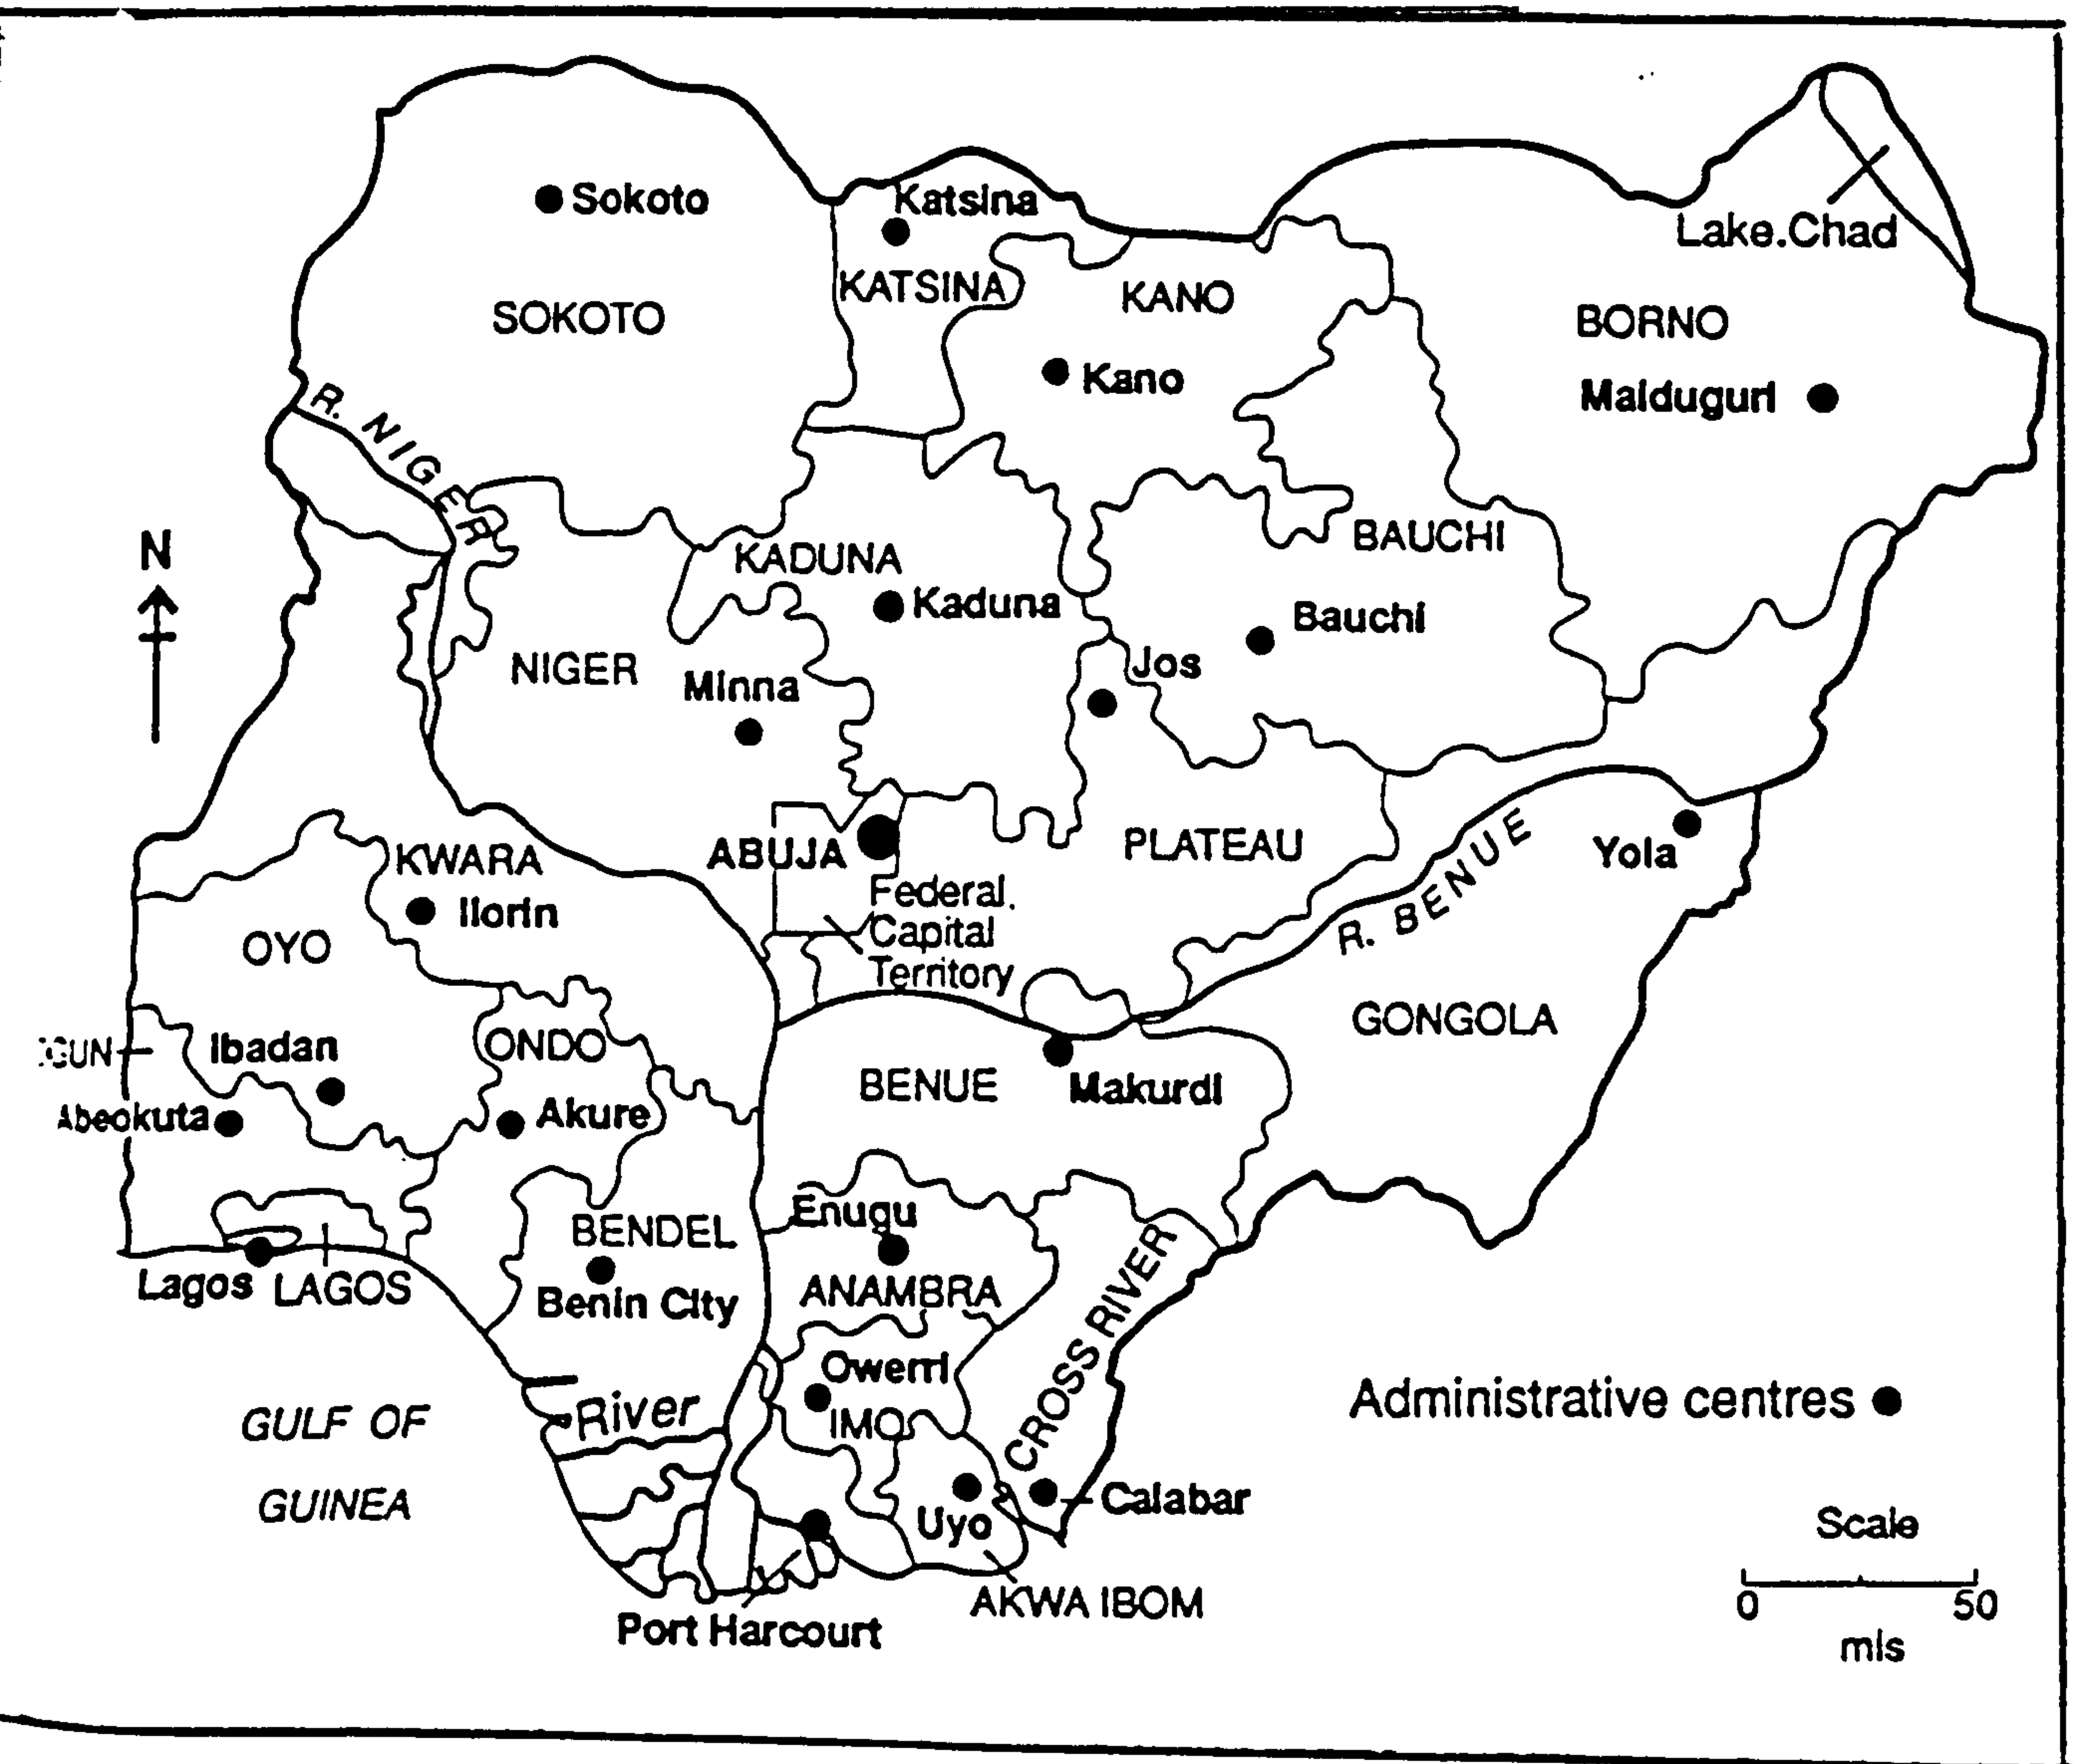 Sokoto
SOKOTO
Katsina
KATSINA
KANO
Kano
Lake.Chad
BORNO
Maiduguri
R. NIGER
N
KADUNA
Kaduna
BAUCHI
Bauchi
NIGER
Minna
Jos
ABUJA
Federal.
Capital
Territory
PLATEAU
R. BENUE
Yola
KWARA
Ilorin
OYO
GONGOLA
Ibadan
ONDO
Abeokuta
Akure
BENUE
Makurdi
Enugu
ANAMBRA
BENDEL
Benin City
Lagos LAGOS
CROSS RIVER
Owerri
IMO
River
GULF OF
GUINEA
Uyo
Calabar
AKWA IBOM
Port Harcourt
Administrative centres
Scale
0 50
mls